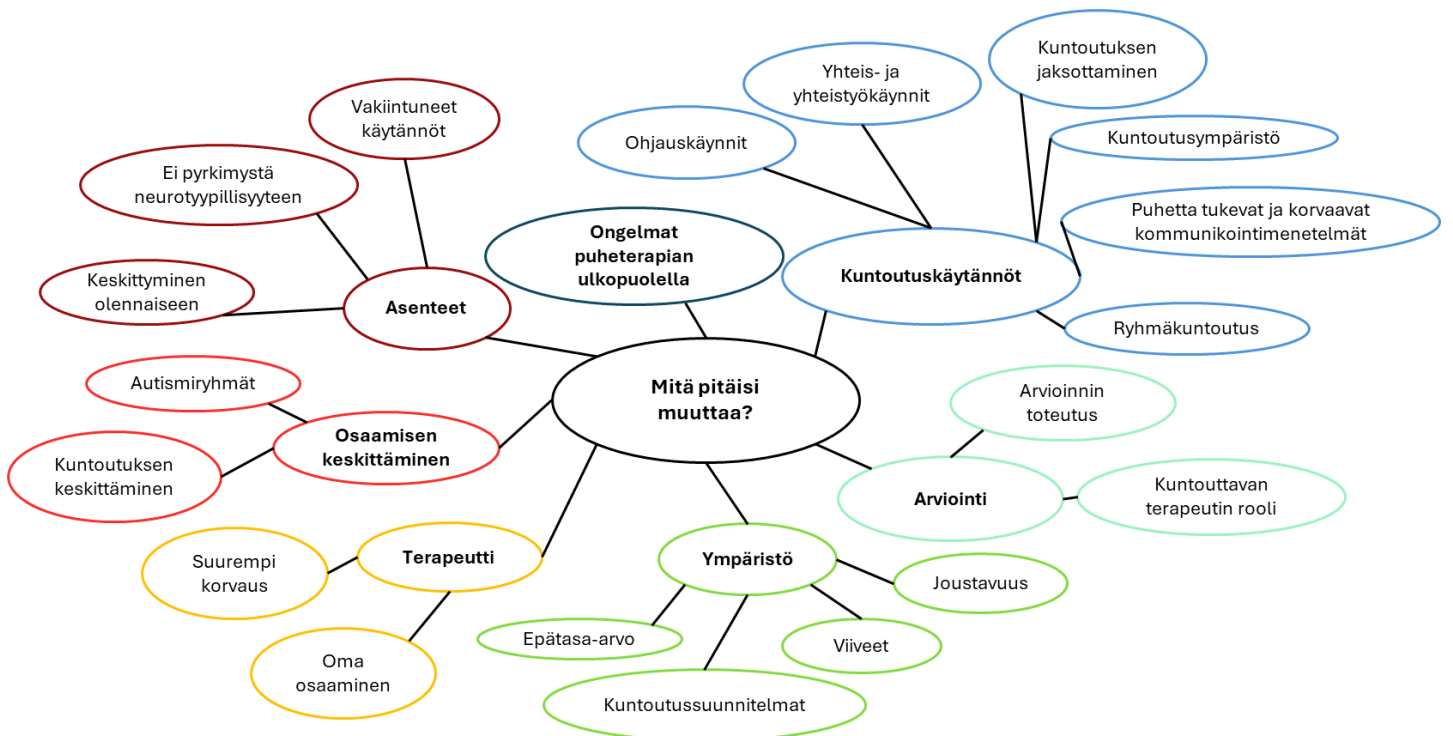 Kuntoutuksen
jaksottaminen
Yhteis- ja
yhteistyökäynnit
Vakiintuneet
käytännöt
Ohjauskäynnit
Kuntoutusympäristö
Ei pyrkimystä
neurotyypillisyyteen
Puhetta tukevat ja korvaavat
kommunikointimenetelmät
Ongelmat
puheterapian
ulkopuolella
Kuntoutuskäytännöt
Keskittyminen
olennaiseen
Asenteet
Ryhmäkuntoutus
Autismiryhmät
Mitä pitäisi
muuttaa?
Arvioinnin
toteutus
Osaamisen
keskittäminen
Kuntoutuksen
keskittäminen
Arviointi
Kuntouttavan
terapeutin rooli
Terapeutti
Suurempi
korvaus
Ympäristö
Joustavuus
Epätasa-arvo
Viiveet
Oma
osaaminen
Kuntoutussuunnitelmat